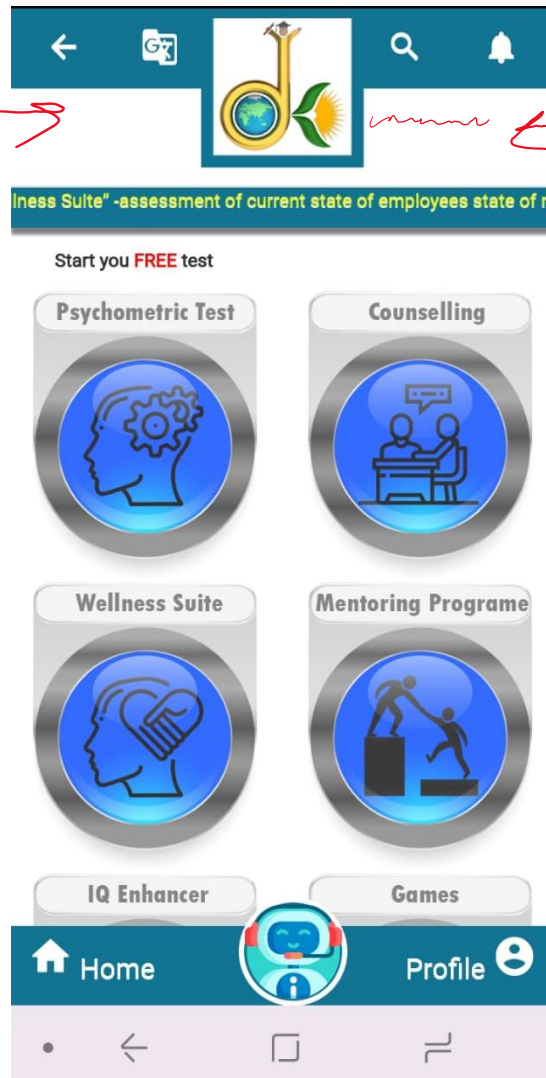 iness Suite" -assessment of current state of employees state of
Start you FREE test
Psychometric Test
Counselling
Wellness Suite
Mentoring Programe
IQ Enhancer
Games
Home
Profile